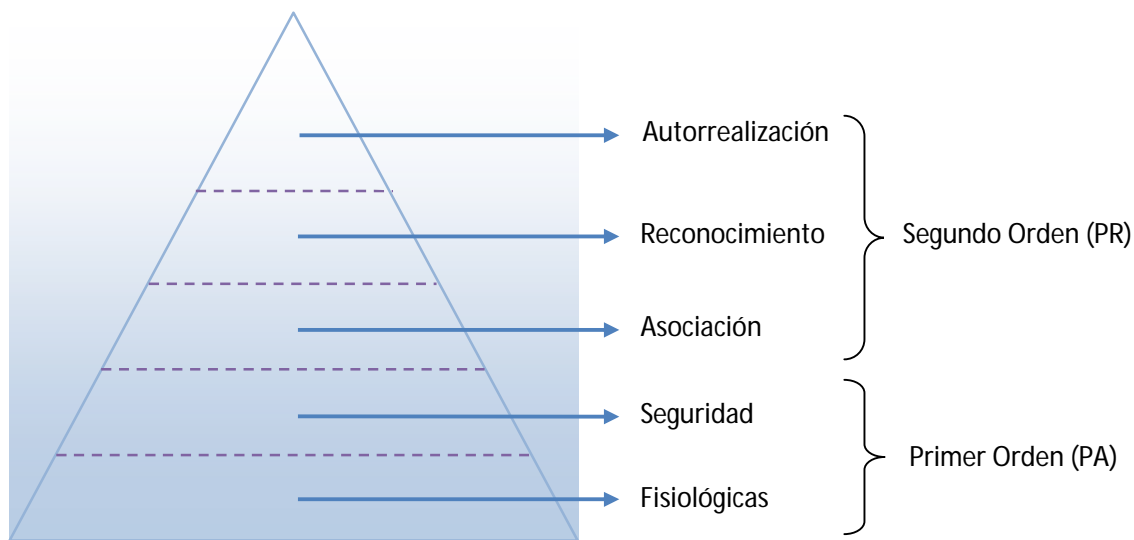 Autorrealización
Reconocimiento
Segundo Orden (PR)
Asociación
Seguridad
Primer Orden (PA)
Fisiológicas